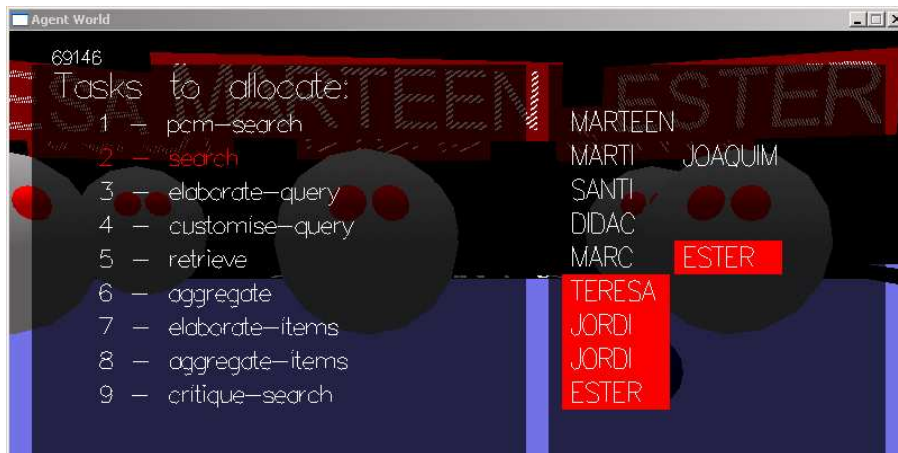 Agent World
69146
Tasks to allocate:
MARTEEN ESTER
1 - pcm-search MARTEEN
2 - search MARTI JOAQUIM
3 - elaborate-query SANTI
4 - customise-query DIDAC
5 - retrieve MARC ESTER
6 - aggregate TERESA
7 - elaborate-items JORDI
8 - aggregate-items JORDI
9 - critique-search ESTER